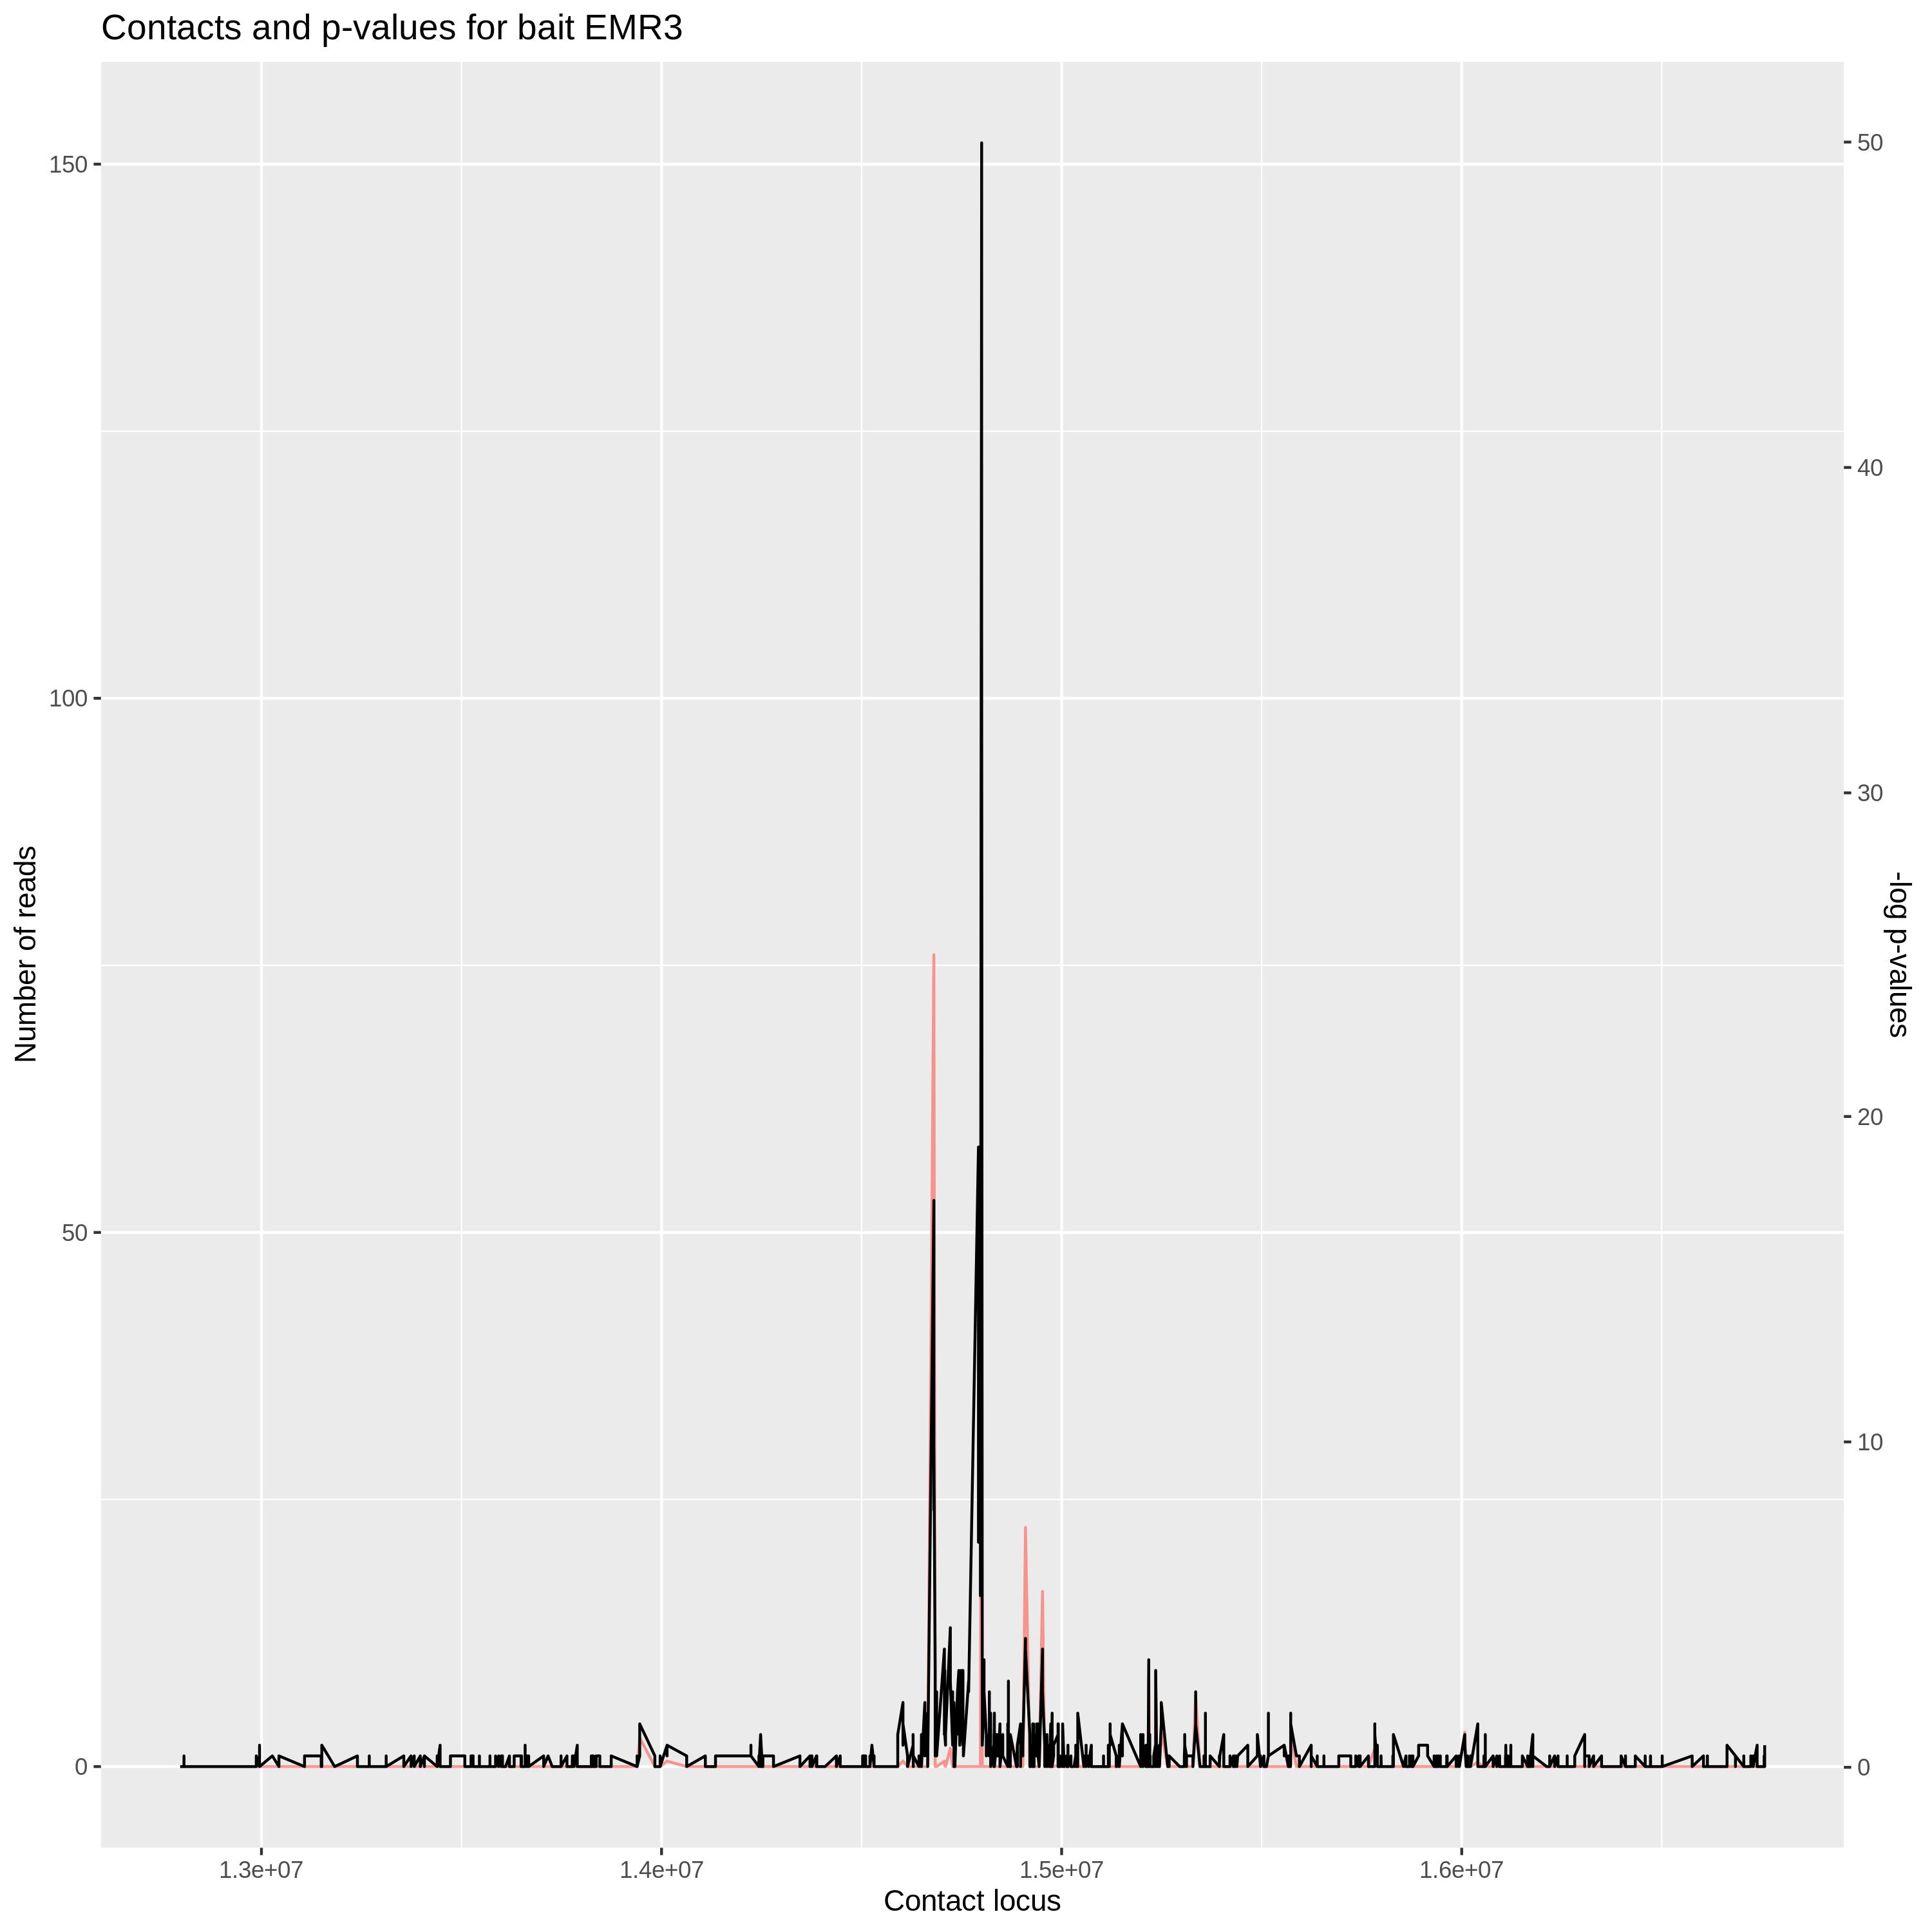 Contacts and p-values for bait EMR3
150
100
50
0
Number of reads
50
40
30
20
10
0
-log p-values
1.3e+07
1.4e+07
1.5e+07
1.6e+07
Contact locus